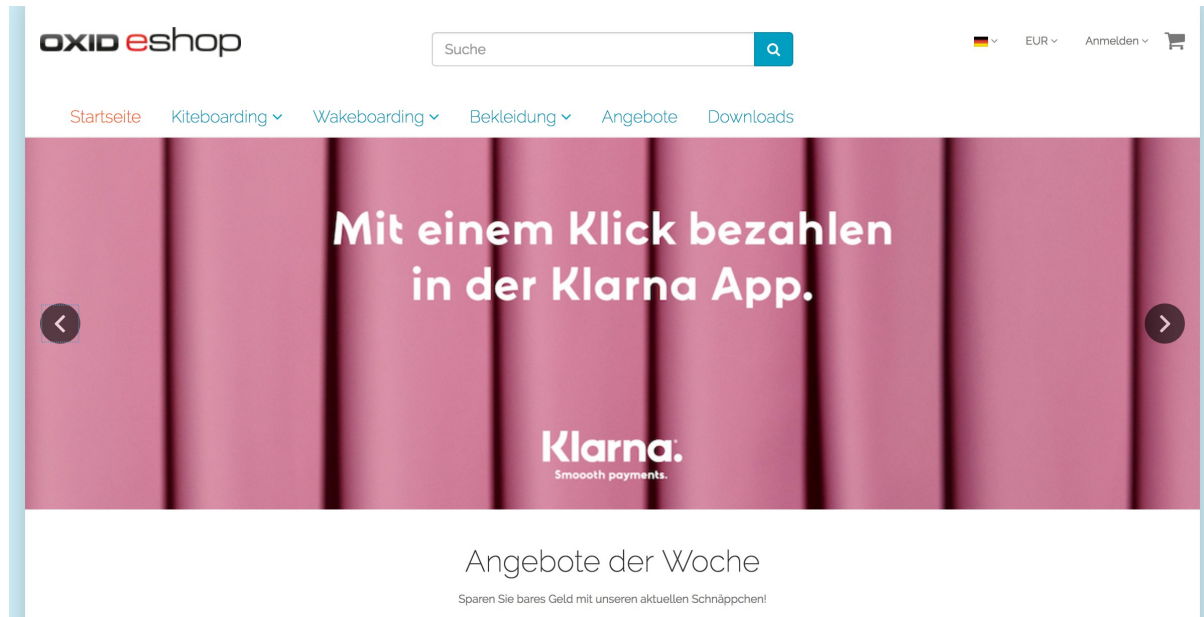 OXID eshop
Suche
EUR
Anmelden
Startseite Kiteboarding Wakeboarding Bekleidung Angebote Downloads
Mit einem Klick bezahlen
in der Klarna App.
Klarna.
Smoooth payments.
Angebote der Woche
Sparen Sie bares Geld mit unseren aktuellen Schnäppchen!